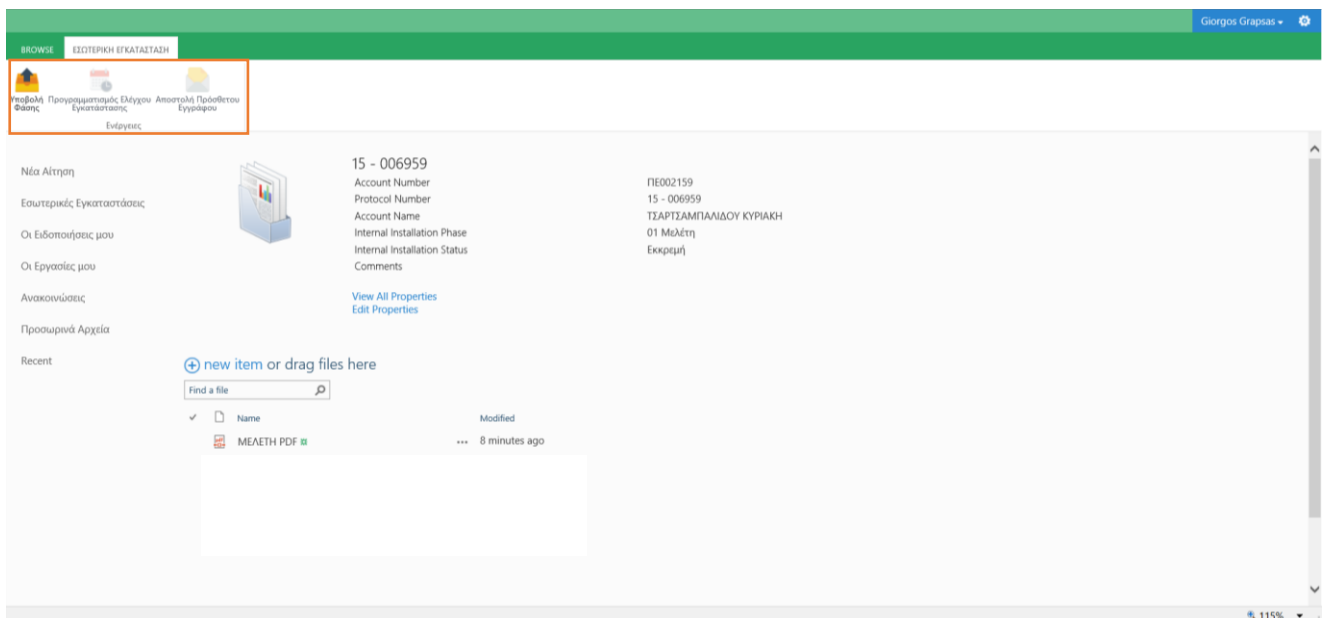 Giorgos Grapsas
BROWSE ΕΣΩΤΕΡΙΚΗ ΕΓΚΑΤΑΣΤΑΣΗ
Υποβολή Προγραμματισμός Ελέγχου Αποστολή Πρόσθετου
Φάσης Εγκατάστασης Εγγράφου
Ενέργειες
Νέα Αίτηση
Εσωτερικές Εγκαταστάσεις
Οι Ειδοποιήσεις μου
Οι Εργασίες μου
Ανακοινώσεις
Προσωρινά Αρχεία
Recent
15 - 006959
Account Number ΠΕ002159
Protocol Number 15 - 006959
Account Name ΤΣΑΡΤΣΑΜΠΑΛΙΔΟΥ ΚΥΡΙΑΚΗ
Internal Installation Phase 01 Μελέτη
Internal Installation Status Εκκρεμή
Comments
View All Properties
Edit Properties
new item or drag files here
Find a file
Name Modified
ΜΕΛΕΤΗ PDF ... 8 minutes ago
115%